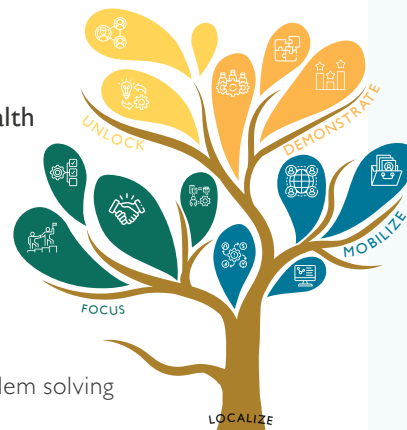 alth
UNLOCK
DEMONSTRATE
MOBILIZE
FOCUS
lem solving
LOCALIZE